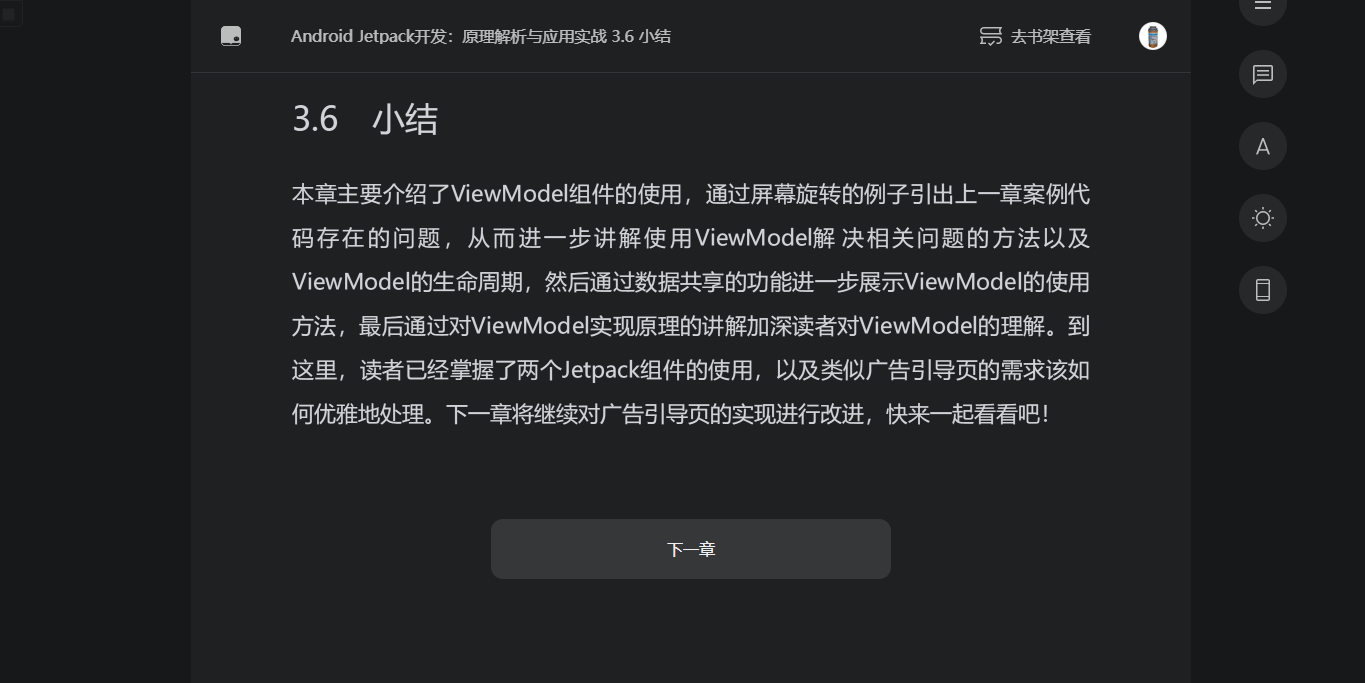 Android Jetpack开发：原理解析与应用实战 3.6 小结
去书架查看
3.6 小结
本章主要介绍了ViewModel组件的使用，通过屏幕旋转的例子引出上一章案例代
码存在的问题，从而进一步讲解使用ViewModel解 决相关问题的方法以及
ViewModel的生命周期，然后通过数据共享的功能进一步展示ViewModel的使用
方法，最后通过对ViewModel实现原理的讲解加深读者对ViewModel的理解。到
这里，读者已经掌握了两个Jetpack组件的使用，以及类似广告引导页的需求该如
何优雅地处理。下一章将继续对广告引导页的实现进行改进，快来一起看看吧！
下一章
A